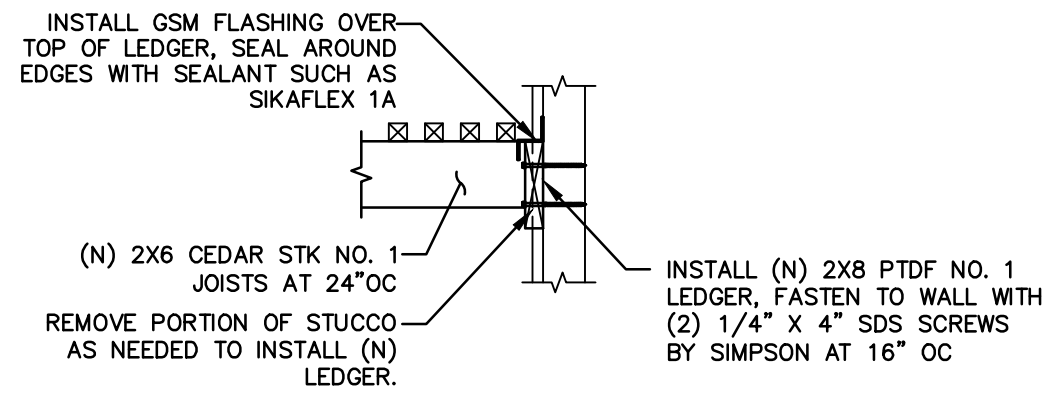 INSTALL GSM FLASHING OVER
TOP OF LEDGER, SEAL AROUND
EDGES WITH SEALANT SUCH AS
SIKAFLEX 1A
(N) 2X6 CEDAR STK NO. 1
JOISTS AT 24"OC
REMOVE PORTION OF STUCCO
AS NEEDED TO INSTALL (N)
LEDGER.
INSTALL (N) 2X8 PTDF NO. 1
LEDGER, FASTEN TO WALL WITH
(2) 1/4" X 4" SDS SCREWS
BY SIMPSON AT 16" OC